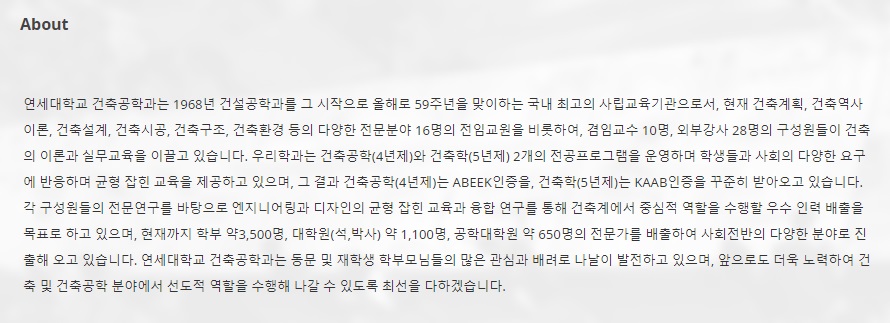 About
연세대학교 건축공학과는 1968년 건설공학과를 그 시작으로 올해로 59주년을 맞이하는 국내 최고의 사립교육기관으로서, 현재 건축계획, 건축역사
이론, 건축설계, 건축시공, 건축구조, 건축환경 등의 다양한 전문분야 16명의 전임교원을 비롯하여, 겸임교수 10명, 외부강사 28명의 구성원들이 건축
의 이론과 실무교육을 이끌고 있습니다. 우리학과는 건축공학(4년제)와 건축학(5년제) 2개의 전공프로그램을 운영하며 학생들과 사회의 다양한 요구
에 반응하며 균형 잡힌 교육을 제공하고 있으며, 그 결과 건축공학(4년제)는 ABEEK인증을, 건축학(5년제)는 KAAB인증을 꾸준히 받아오고 있습니다.
각 구성원들의 전문연구를 바탕으로 엔지니어링과 디자인의 균형 잡힌 교육과 융합 연구를 통해 건축계에서 중심적 역할을 수행할 우수 인력 배출을
목표로 하고 있으며, 현재까지 학부 약3,500명, 대학원(석,박사) 약 1,100명, 공학대학원 약 650명의 전문가를 배출하여 사회전반의 다양한 분야로 진
출해 오고 있습니다. 연세대학교 건축공학과는 동문 및 재학생 학부모님들의 많은 관심과 배려로 나날이 발전하고 있으며, 앞으로도 더욱 노력하여 건
축 및 건축공학 분야에서 선도적 역할을 수행해 나갈 수 있도록 최선을 다하겠습니다.